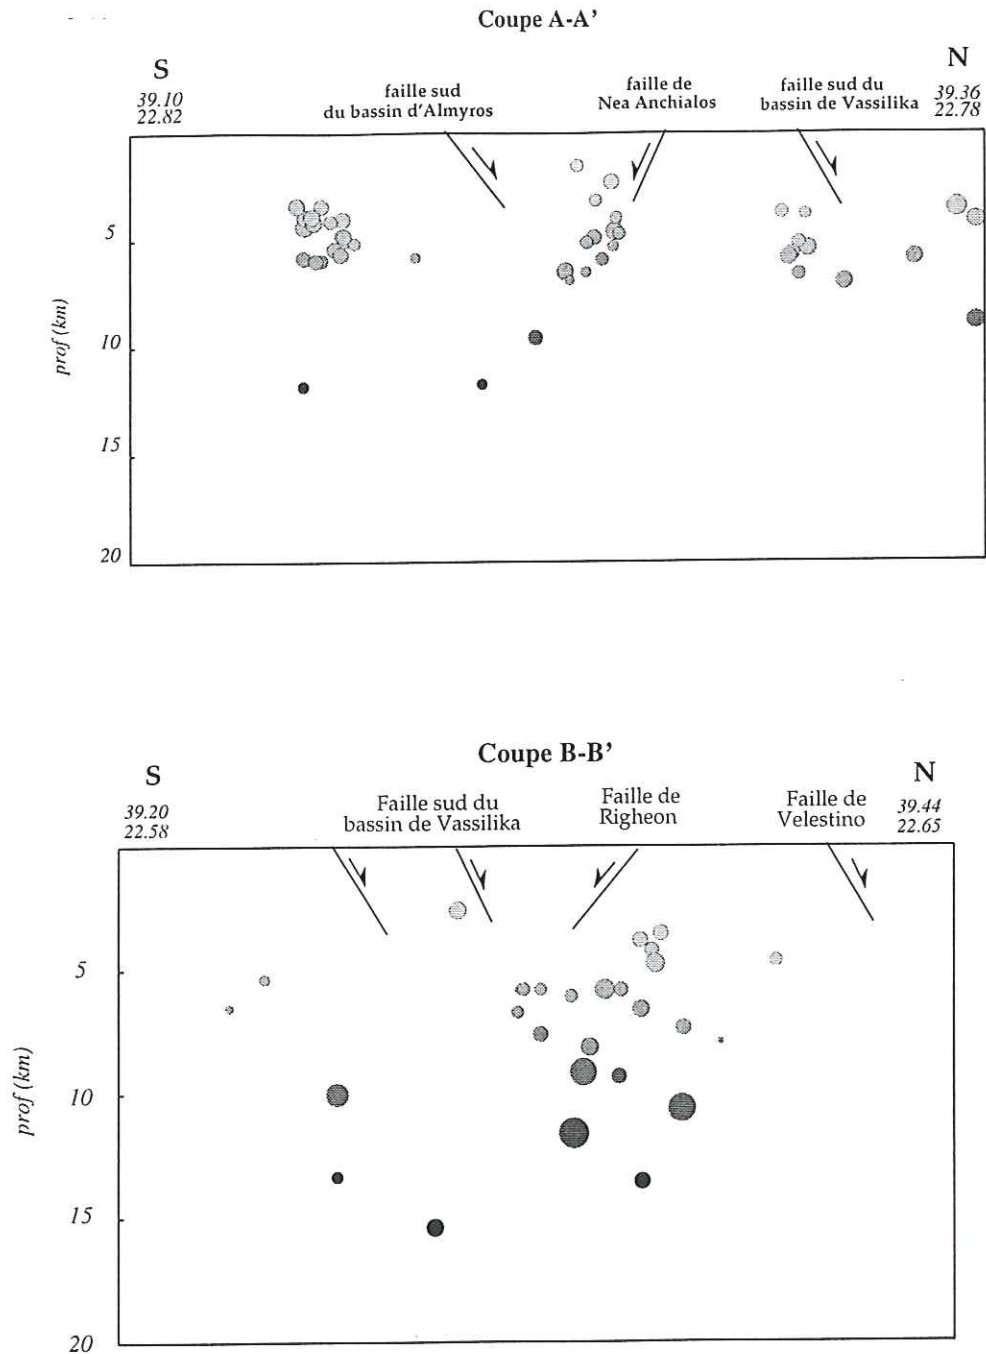 Coupe A-A'
S
N
39.10
22.82
faille sud
du bassin d'Almyros
faille de
Nea Anchialos
faille sud du
bassin de Vassilika
39.36
22.78
5
10
15
20
prof (km)
Coupe B-B'
S
N
39.20
22.58
Faille sud du
bassin de Vassilika
Faille de
Righeon
Faille de
Velestino
39.44
22.65
5
10
15
20
prof (km)